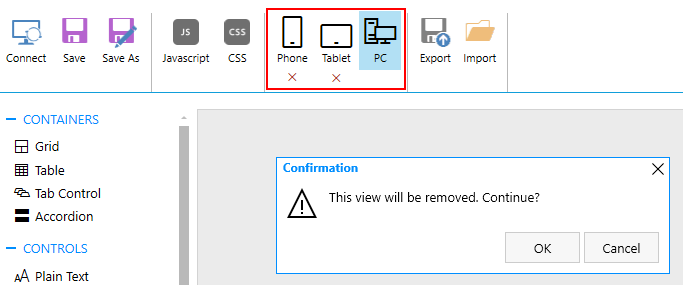 JS
CSS
Connect
Save
Save As
Javascript
CSS
Phone
Tablet
PC
Export
Import
CONTAINERS
Grid
Table
Tab Control
Accordion
CONTROLS
AA Plain Text
Confirmation
This view will be removed. Continue?
OK
Cancel